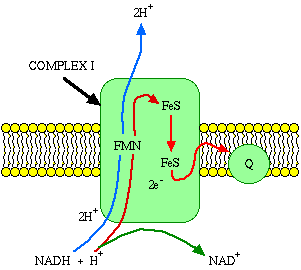 2H+
COMPLEX I
FeS
FMN
FeS
Q
2e-
2H+
NADH + H+
NAD+